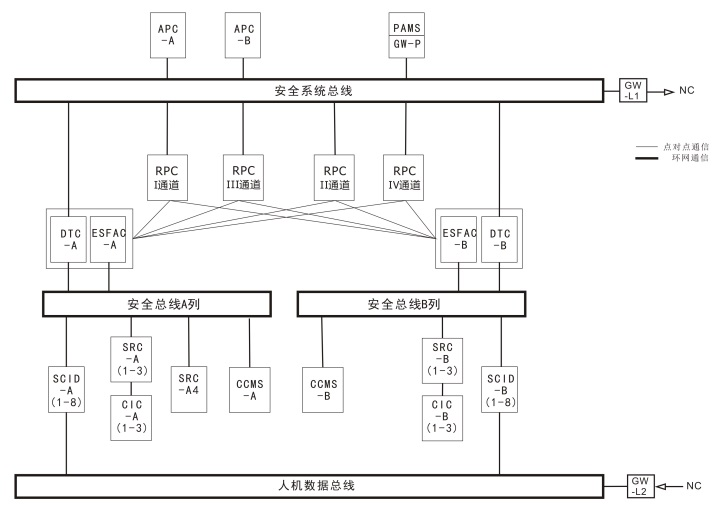 APC
-A
APC
-B
PAMS
GW-P
安全系统总线
GW
-L1
NC
点对点通信
环网通信
RPC
I通道
RPC
III通道
RPC
II通道
RPC
IV通道
DTC
-A
ESFAC
-A
ESFAC
-B
DTC
-B
安全总线A列
安全总线B列
SCID
-A
(1-8)
SRC
-A
(1-3)
CIC
-A
(1-3)
SRC
-A4
CCMS
-A
CCMS
-B
SRC
-B
(1-3)
CIC
-B
(1-3)
SCID
-B
(1-8)
人机数据总线
GW
-L2
NC